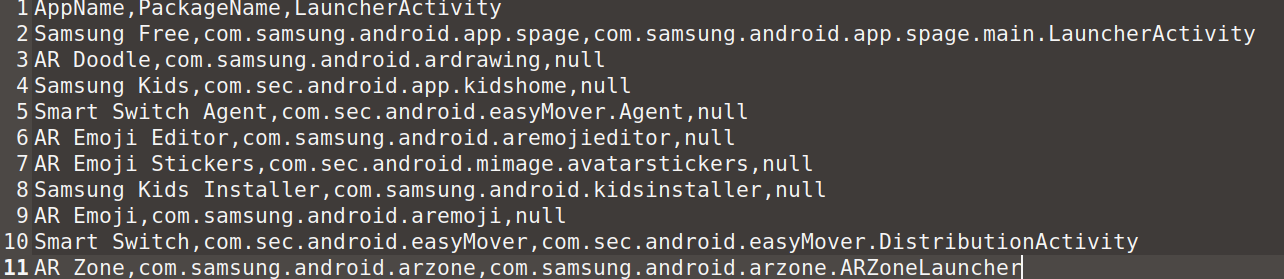 1 AppName,PackageName,LauncherActivity
2 Samsung Free,com.samsung.android.app.spage,com.samsung.android.app.spage.main.LauncherActivity
3 AR Doodle,com.samsung.android.ardrawing,null
4 Samsung Kids,com.sec.android.app.kidshome,null
5 Smart Switch Agent,com.sec.android.easyMover.Agent,null
6 AR Emoji Editor,com.samsung.android.aremojieditor,null
7 AR Emoji Stickers,com.sec.android.mimage.avatarstickers,null
8 Samsung Kids Installer,com.samsung.android.kidsinstaller,null
9 AR Emoji,com.samsung.android.aremoji,null
10 Smart Switch,com.sec.android.easyMover,com.sec.android.easyMover.DistributionActivity
11 AR Zone,com.samsung.android.arzone,com.samsung.android.arzone.ARZoneLauncher